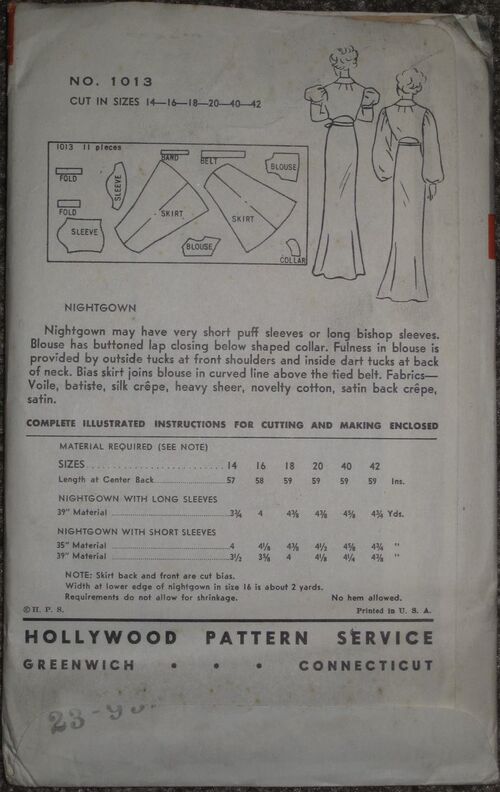 NO. 1013
CUT IN SIZES 14—16—18—20—40—42
1013 11 pieces
BAND
BELT
BLOUSE
FOLD
SLEEVE
SKIRT
SKIRT
FOLD
SLEEVE
BLOUSE
COLLAR
NIGHTGOWN
Nightgown may have very short puff sleeves or long bishop sleeves.
Blouse has buttoned lap closing below shaped collar. Fulness in blouse is
provided by outside tucks at front shoulders and inside dart tucks at back
of neck. Bias skirt joins blouse in curved line above the tied belt. Fabrics—
Voile, batiste, silk crêpe, heavy sheer, novelty cotton, satin back crêpe,
satin.
COMPLETE ILLUSTRATED INSTRUCTIONS FOR CUTTING AND MAKING ENCLOSED
MATERIAL REQUIRED (SEE NOTE)
SIZES 14 16 18 20 40 42
Length at Center Back 57 58 59 59 59 59 Ins.
NIGHTGOWN WITH LONG SLEEVES
39" Material 3¾ 4 4⅜ 4⅜ 4⅝ 4¾ Yds.
NIGHTGOWN WITH SHORT SLEEVES
35" Material 4 4⅛ 4⅜ 4½ 4⅝ 4¾ "
39" Material 3½ 3⅝ 4 4⅛ 4¼ 4⅜ "
NOTE: Skirt back and front are cut bias.
Width at lower edge of nightgown in size 16 is about 2 yards.
Requirements do not allow for shrinkage. No hem allowed.
© H. P. S. Printed in U. S. A.
HOLLYWOOD PATTERN SERVICE
GREENWICH • • • CONNECTICUT